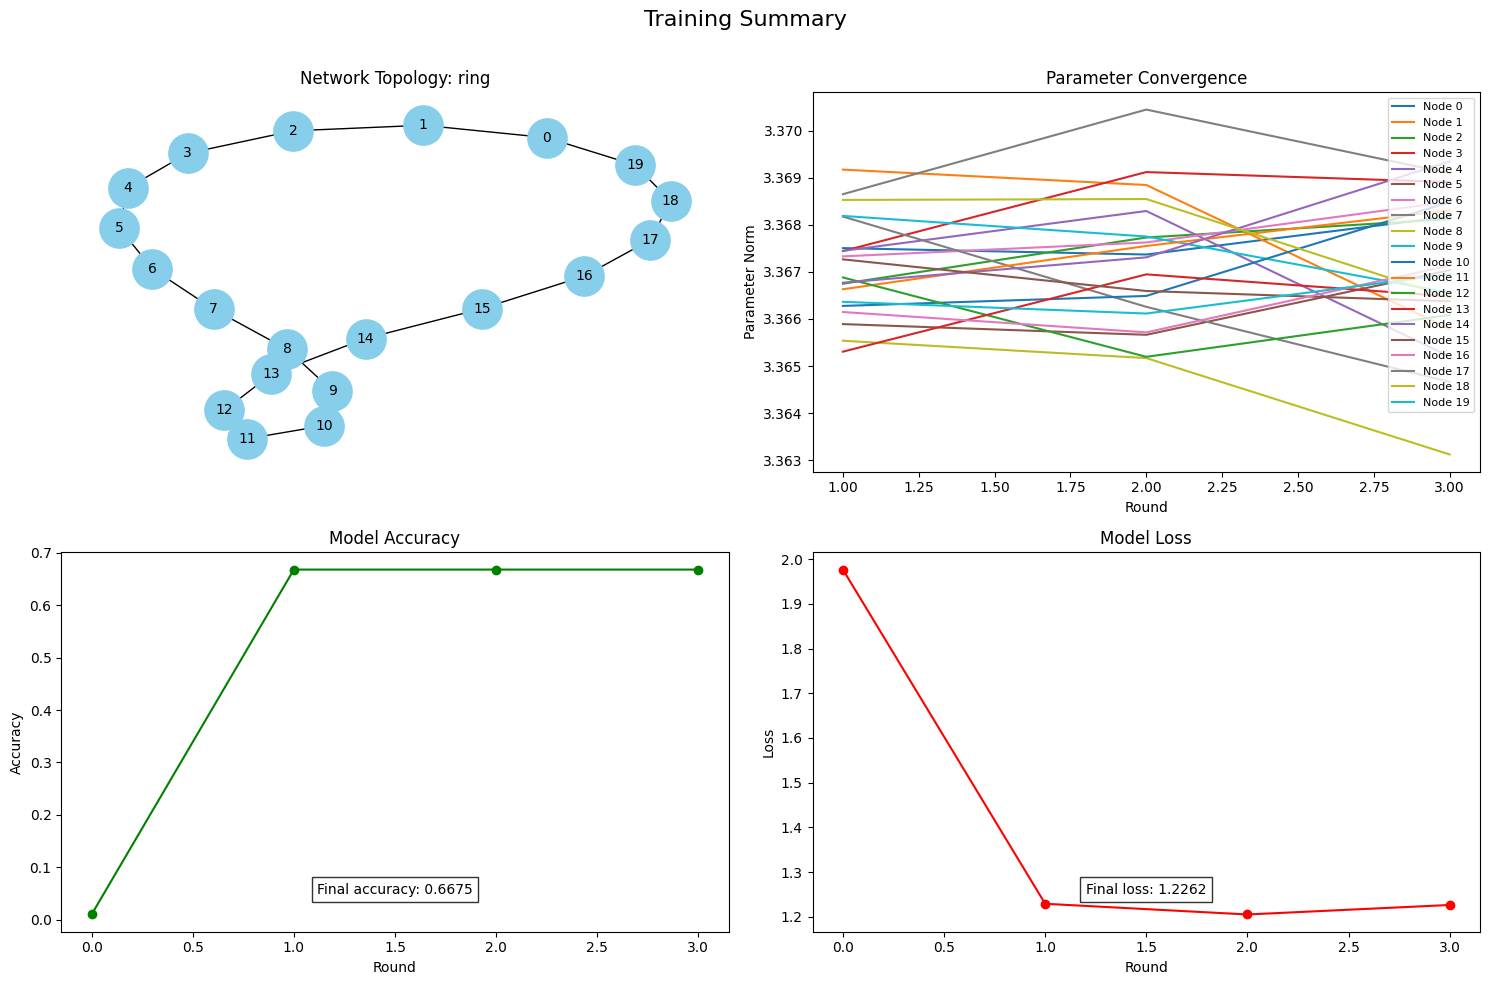 Training Summary
Network Topology: ring
2
1
0
3
19
4
18
5
17
6
16
7
15
14
8
13
9
12
10
11
Parameter Convergence
Parameter Norm
3.370
3.369
3.368
3.367
3.366
3.365
3.364
3.363
Node 0
Node 1
Node 2
Node 3
Node 4
Node 5
Node 6
Node 7
Node 8
Node 9
Node 10
Node 11
Node 12
Node 13
Node 14
Node 15
Node 16
Node 17
Node 18
Node 19
1.00 1.25 1.50 1.75 2.00 2.25 2.50 2.75 3.00
Round
Model Accuracy
Accuracy
0.7
0.6
0.5
0.4
0.3
0.2
0.1
0.0
Final accuracy: 0.6675
0.0 0.5 1.0 1.5 2.0 2.5 3.0
Round
Model Loss
Loss
2.0
1.9
1.8
1.7
1.6
1.5
1.4
1.3
1.2
Final loss: 1.2262
0.0 0.5 1.0 1.5 2.0 2.5 3.0
Round